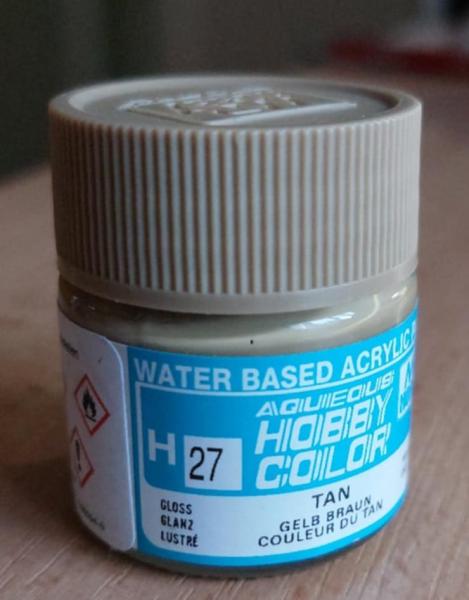 WATER BASED ACRYLIC
AQUEOUS
HOBBY
COLOR
H 27
GLOSS
GLANZ
LUSTRÉ
TAN
GELB BRAUN
COULEUR DU TAN